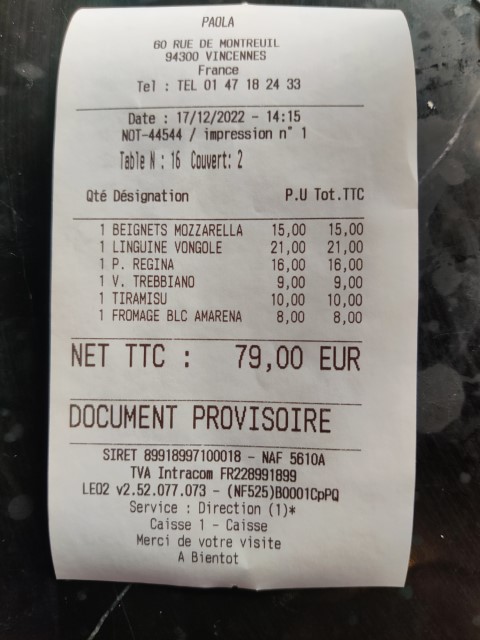 PAOLA
60 RUE DE MONTREUIL
94300 VINCENNES
France
Tel : TEL 01 47 18 24 33
Date : 17/12/2022 - 14:15
NOT-44544 / impression n° 1
Table N : 16 Couvert: 2
Qté Désignation P.U Tot.TTC
1 BEIGNETS MOZZARELLA 15,00 15,00
1 LINGUINE VONGOLE 21,00 21,00
1 P. REGINA 16,00 16,00
1 V. TREBBIANO 9,00 9,00
1 TIRAMISU 10,00 10,00
1 FROMAGE BLC AMARENA 8,00 8,00
NET TTC : 79,00 EUR
DOCUMENT PROVISOIRE
SIRET 89918997100018 - NAF 5610A
TVA Intracom FR228991899
LEO2 v2.52.077.073 - (NF525)B0001CpPQ
Service : Direction (1)*
Caisse 1 - Caisse
Merci de votre visite
A Bientot